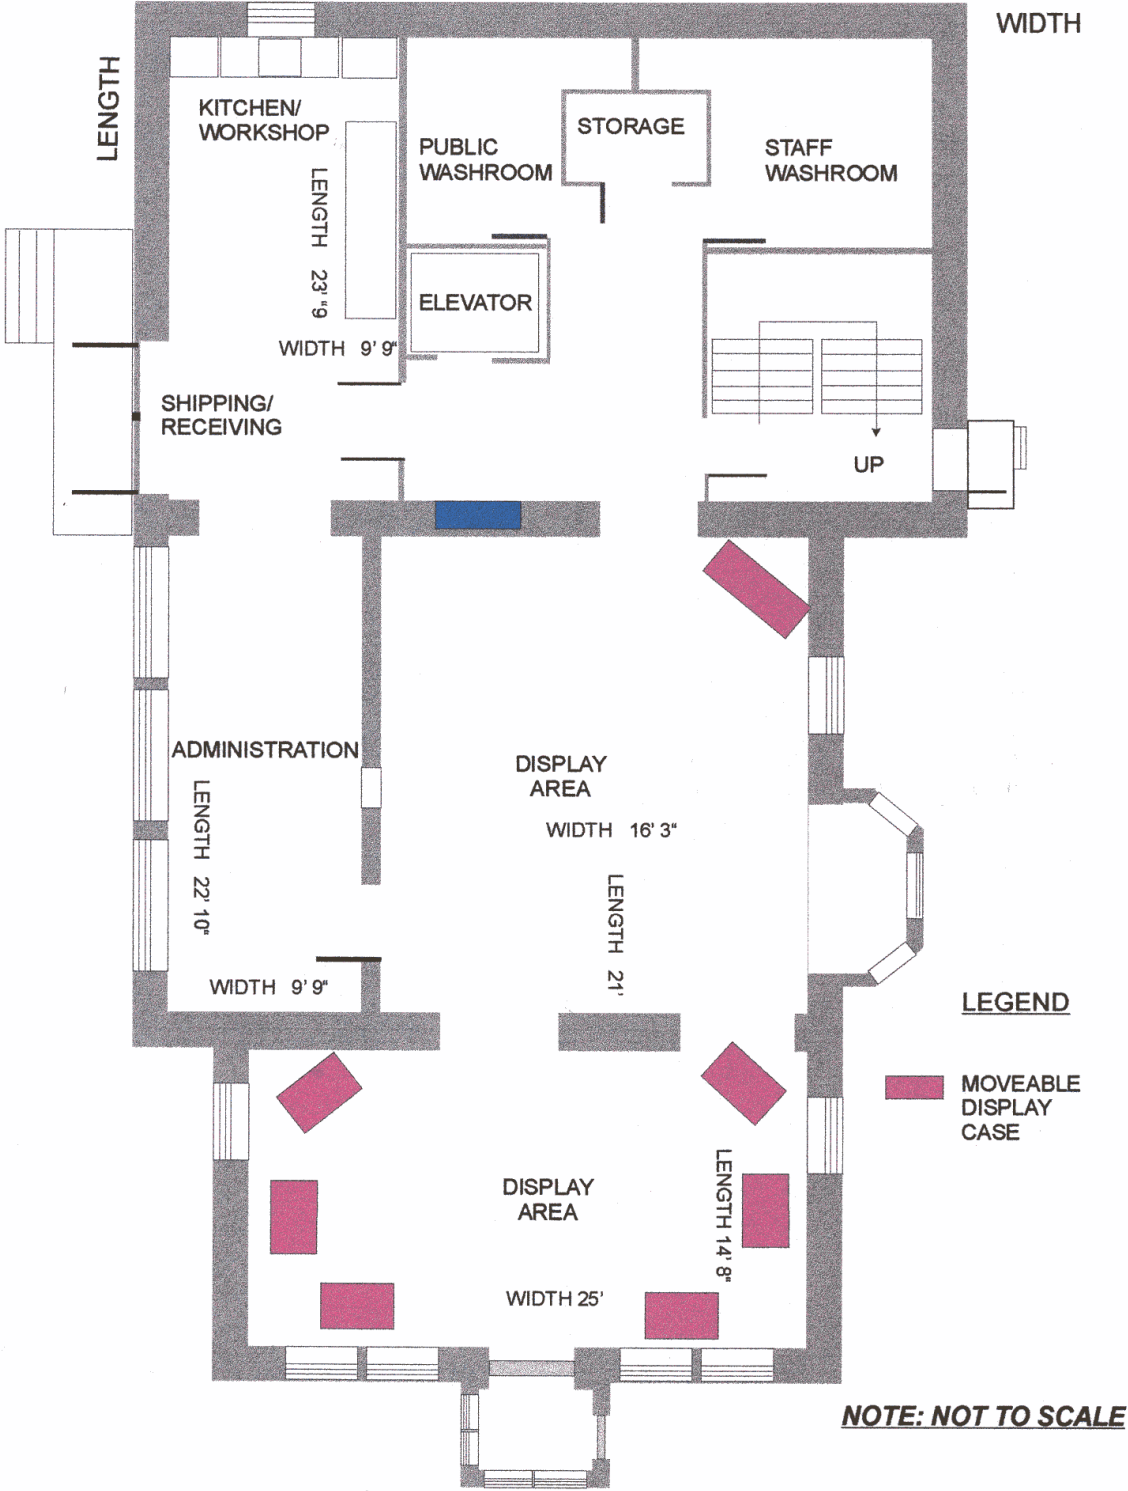 WIDTH
LENGTH
KITCHEN/
WORKSHOP
LENGTH 23' "9
WIDTH 9' 9"
PUBLIC
WASHROOM
STORAGE
STAFF
WASHROOM
ELEVATOR
SHIPPING/
RECEIVING
UP
ADMINISTRATION
LENGTH 22' 10"
WIDTH 9' 9"
DISPLAY
AREA
WIDTH 16' 3"
LENGTH 21'
LEGEND
MOVEABLE
DISPLAY
CASE
DISPLAY
AREA
LENGTH 14' 8"
WIDTH 25'
NOTE: NOT TO SCALE